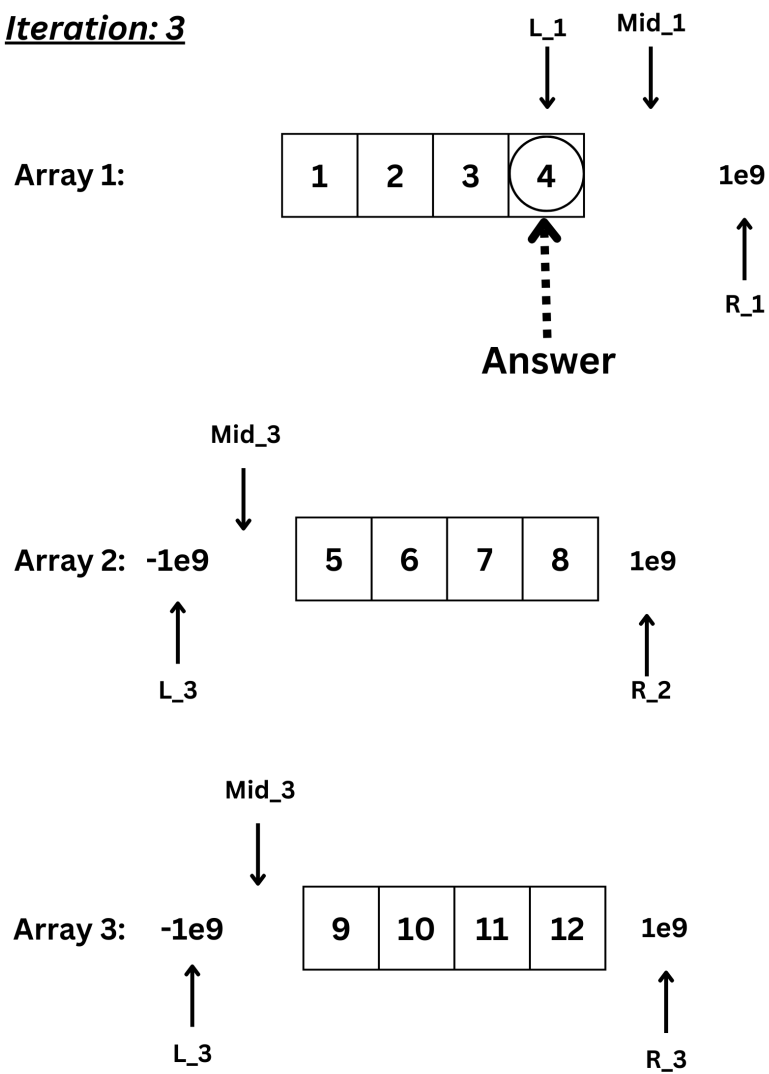 Iteration: 3
L_1
Mid_1
Array 1:
1 2 3 4
1e9
R_1
Answer
Mid_3
Array 2: -1e9
5 6 7 8
1e9
L_3
R_2
Mid_3
Array 3: -1e9
9 10 11 12
1e9
L_3
R_3